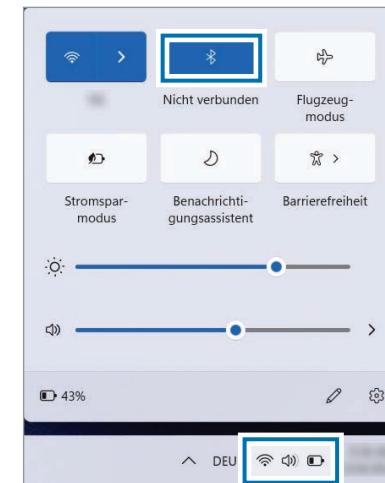 Nicht verbunden
Flugzeug-
modus
Stromspar-
modus
Benachrichti-
gungsassistent
Barrierefreiheit
43%
DEU